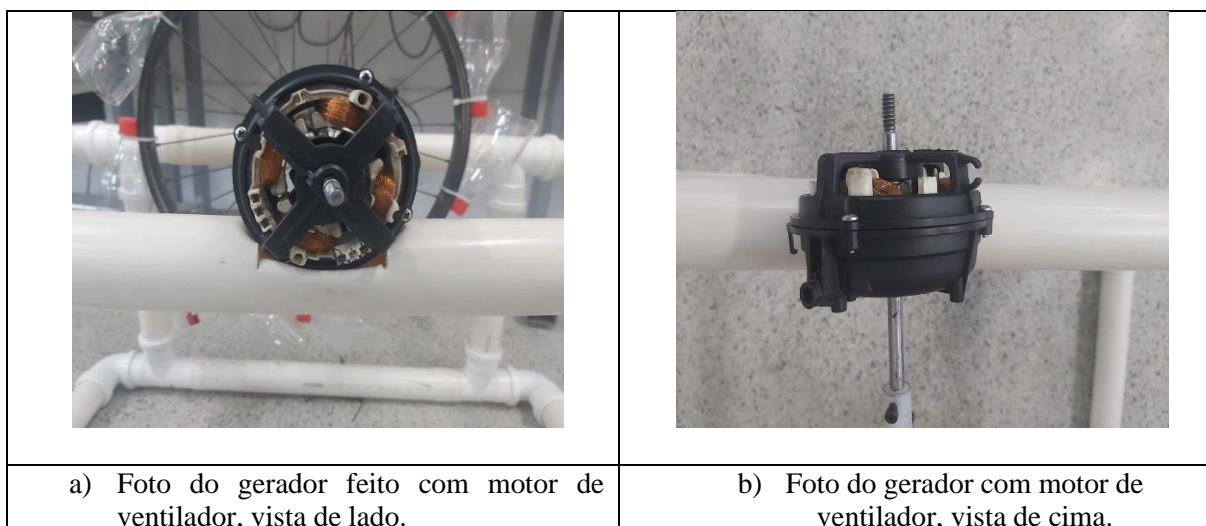 a) Foto do gerador feito com motor de
ventilador, vista de lado.
b) Foto do gerador com motor de
ventilador, vista de cima.